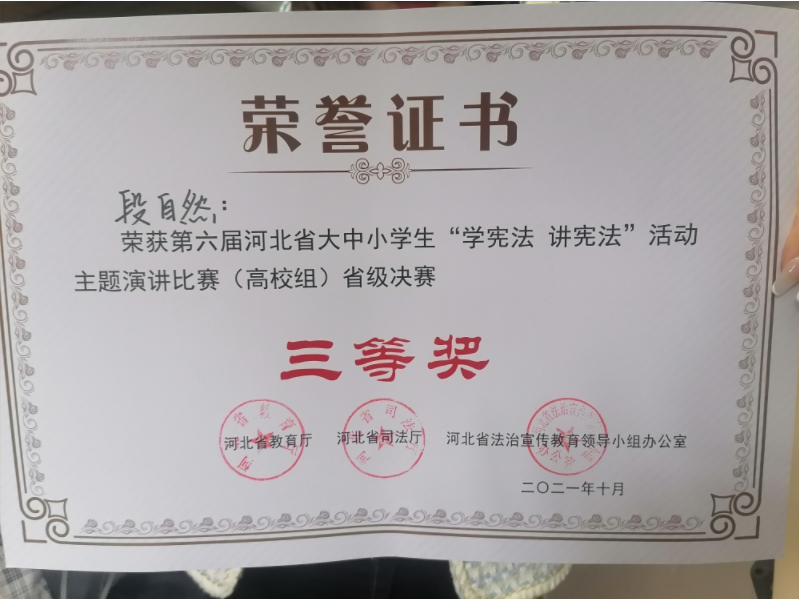 荣誉证书
段自然:
荣获第六届河北省大中小学生“学宪法 讲宪法”活动
主题演讲比赛（高校组）省级决赛
三等奖
河北省教育厅 河北省司法厅 河北省法治宣传教育领导小组办公室
二〇二一年十月